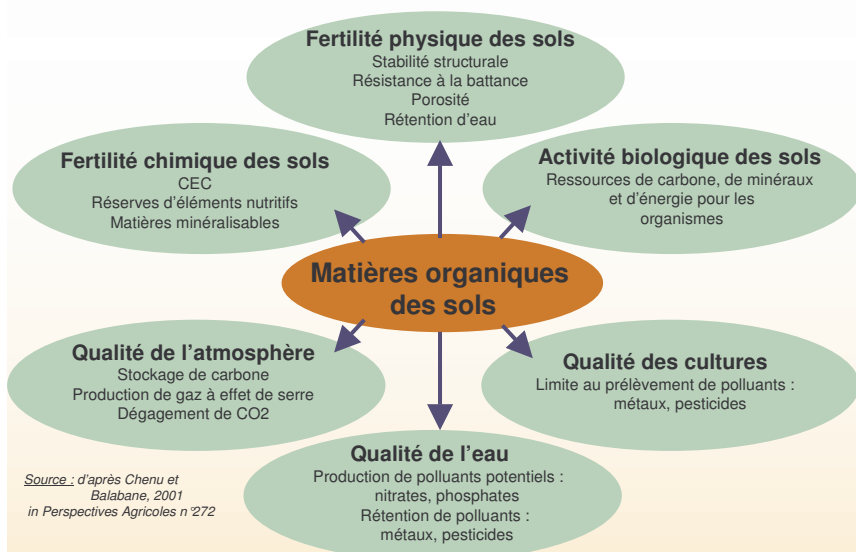 Fertilité physique des sols
Stabilité structurale
Résistance à la battance
Porosité
Rétention d'eau
Fertilité chimique des sols
CEC
Réserves d'éléments nutritifs
Matières minéralisables
Activité biologique des sols
Ressources de carbone, de minéraux
et d'énergie pour les
organismes
Matières organiques
des sols
Qualité de l'atmosphère
Stockage de carbone
Production de gaz à effet de serre
Dégagement de CO2
Qualité des cultures
Limite au prélèvement de polluants :
métaux, pesticides
Qualité de l'eau
Production de polluants potentiels :
nitrates, phosphates
Rétention de polluants :
métaux, pesticides
Source : d'après Chenu et
Balabane, 2001
in Perspectives Agricoles n°272